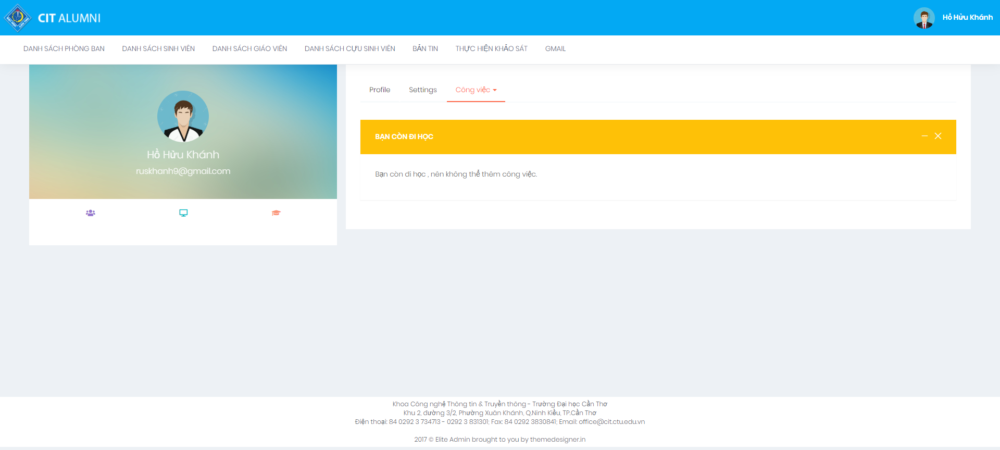 CIT ALUMNI
Hồ Hửu Khánh
DANH SÁCH PHÒNG BAN DANH SÁCH SINH VIÊN DANH SÁCH GIÁO VIÊN DANH SÁCH CỰU SINH VIÊN BẢN TIN THỰC HIỆN KHẢO SÁT GMAIL
Hồ Hửu Khánh
ruskhanh9@gmail.com
Profile Settings Công việc
BẠN CÒN ĐI HỌC
Bạn còn đi học , nên không thể thêm công việc.
Khoa Công nghệ Thông tin & Truyền thông - Trường Đại học Cần Thơ
Khu 2, đường 3/2, Phường Xuân Khánh, Q.Ninh Kiều, TP.Cần Thơ
Điện thoại: 84 0292 3 734713 - 0292 3 831301; Fax: 84 0292 3830841; Email: office@cit.ctu.edu.vn
2017 © Elite Admin brought to you by themedesigner.in